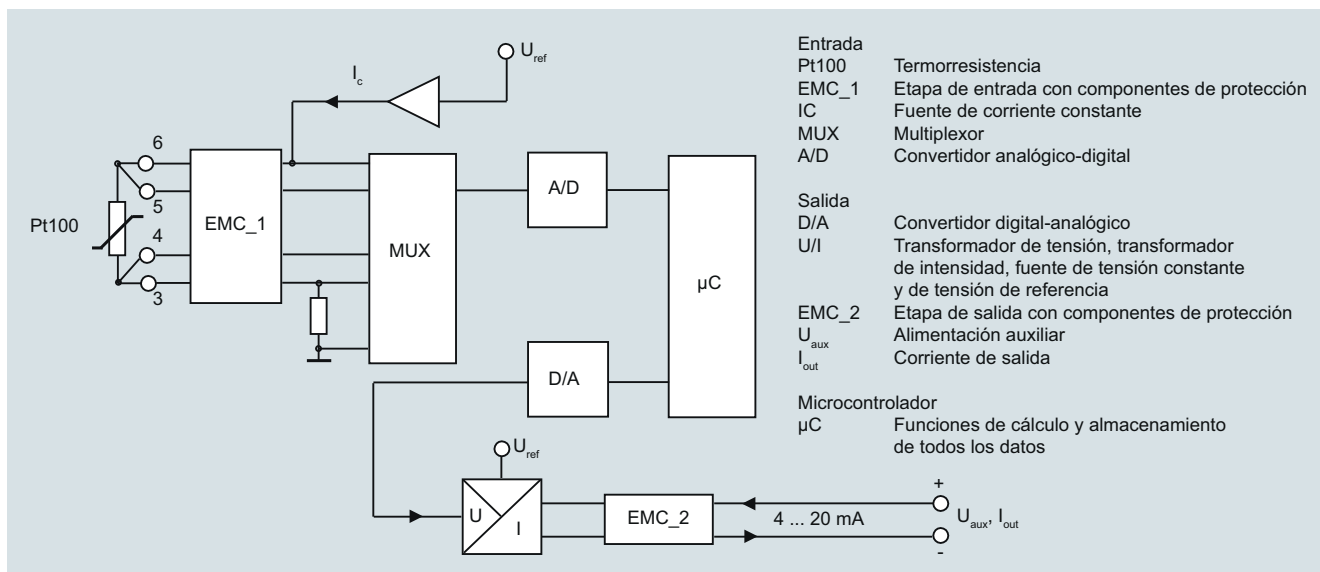 U_ref
I_c
6
5
Pt100
4
3
EMC_1
MUX
A/D
µC
D/A
U_ref
U
I
EMC_2
4 ... 20 mA
+
U_aux, I_out
-
Entrada
Pt100 Termorresistencia
EMC_1 Etapa de entrada con componentes de protección
IC Fuente de corriente constante
MUX Multiplexor
A/D Convertidor analógico-digital
Salida
D/A Convertidor digital-analógico
U/I Transformador de tensión, transformador
de intensidad, fuente de tensión constante
y de tensión de referencia
EMC_2 Etapa de salida con componentes de protección
U_aux Alimentación auxiliar
I_out Corriente de salida
Microcontrolador
µC Funciones de cálculo y almacenamiento
de todos los datos